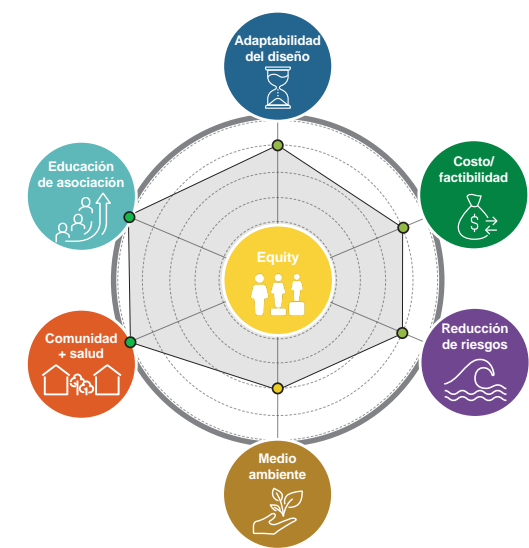 Adaptabilidad
del diseño
Educación
de asociación
Costo/
factibilidad
Equity
$
Comunidad
+ salud
Reducción
de riesgos
Medio
ambiente